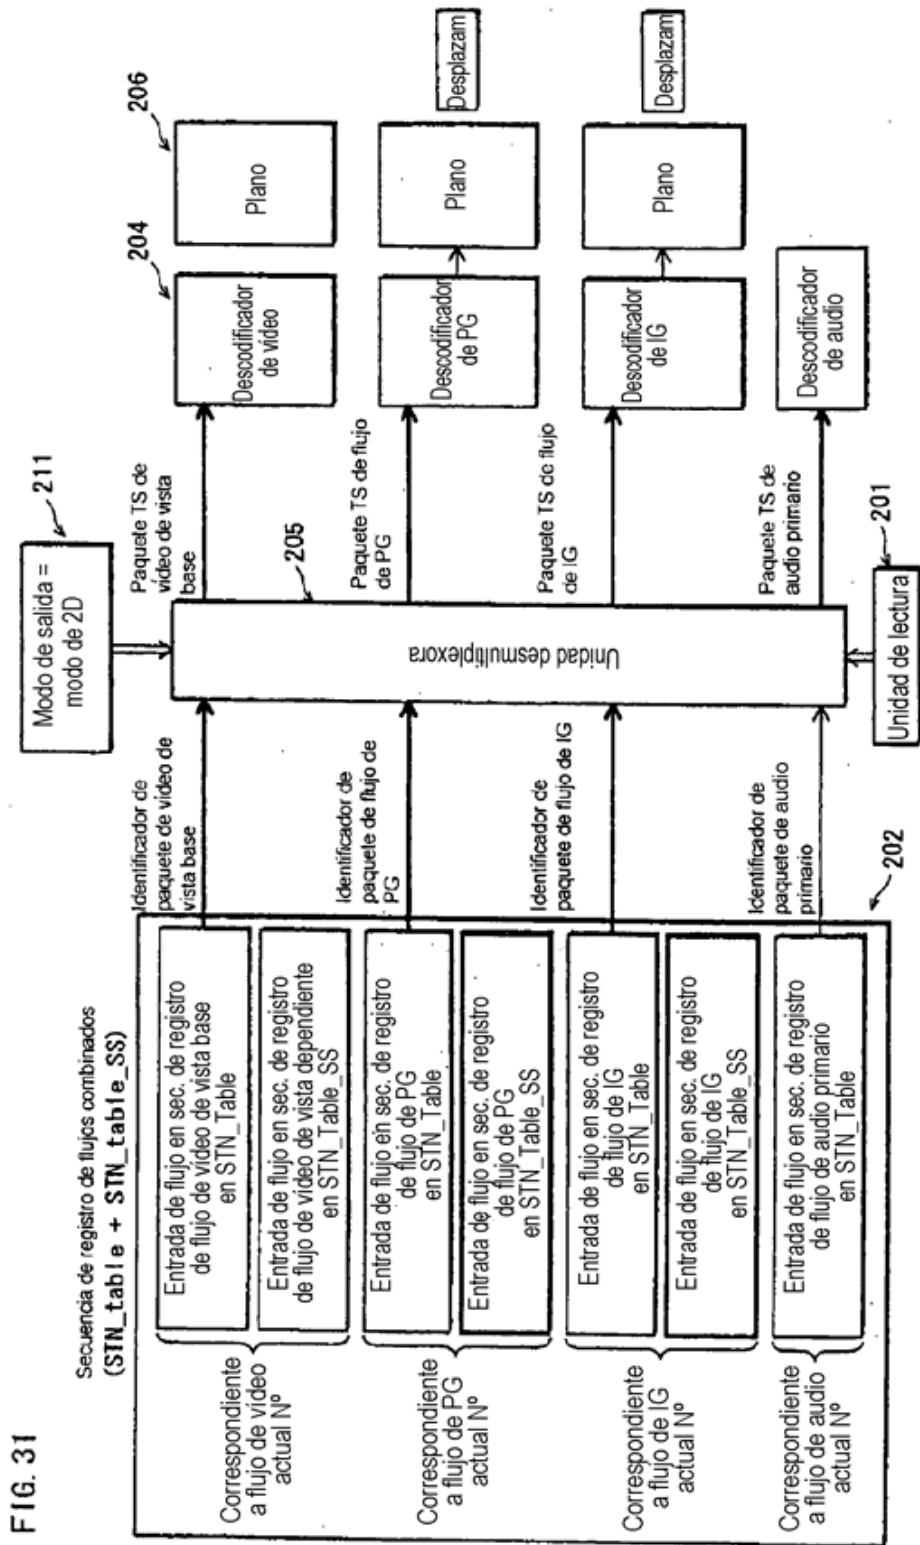 FIG. 31
Secuencia de registro de flujos combinados
(STN_table + STN_table_SS)
Correspondiente
a flujo de vídeo
actual Nº
Entrada de flujo en sec. de registro
de flujo de vídeo de vista base
en STN_Table
Entrada de flujo en sec. de registro
de flujo de vídeo de vista dependiente
en STN_Table_SS
Correspondiente
a flujo de PG
actual Nº
Entrada de flujo en sec. de registro
de flujo de PG
en STN_Table
Entrada de flujo en sec. de registro
de flujo de PG
en STN_Table_SS
Correspondiente
a flujo de IG
actual Nº
Entrada de flujo en sec. de registro
de flujo de IG
en STN_Table
Entrada de flujo en sec. de registro
de flujo de IG
en STN_Table_SS
Correspondiente
a flujo de audio
actual Nº
Entrada de flujo en sec. de registro
de flujo de audio primario
en STN_Table
202
Identificador de
paquete de vídeo de
vista base
Identificador de
paquete de flujo de
PG
Identificador de
paquete de flujo de IG
Identificador de
paquete de audio
primario
Modo de salida =
modo de 2D
211
Unidad desmultiplexora
205
Unidad de lectura
201
Paquete TS de
vídeo de vista
base
Paquete TS de flujo
de PG
Paquete TS de flujo
de IG
Paquete TS de
audio primario
Descodificador
de vídeo
204
Descodificador
de PG
Descodificador
de IG
Descodificador
de audio
Plano
206
Plano
Plano
Desplazam
Desplazam